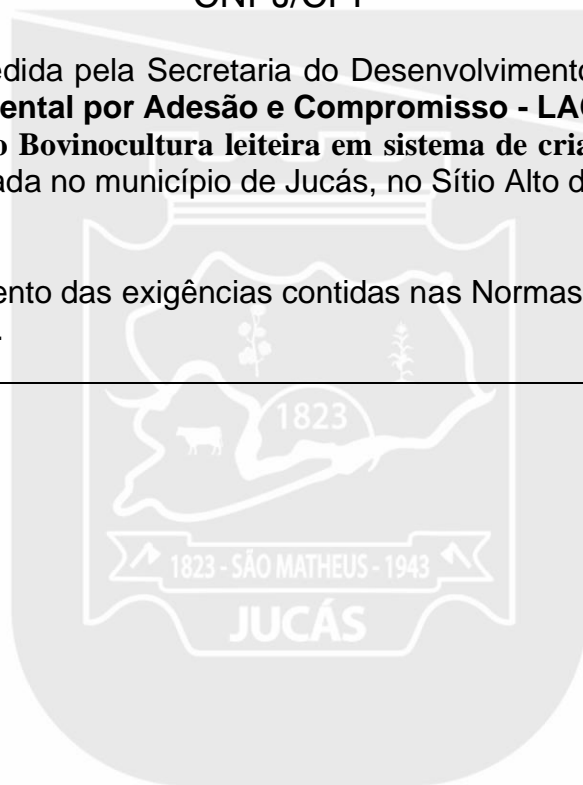 CNPJ/CPF
edida pela Secretaria do Desenvolvimento
ental por Adesão e Compromisso - LAC
o Bovinocultura leiteira em sistema de cria
ada no município de Jucás, no Sítio Alto d
ento das exigências contidas nas Normas
.
1823
1823 - SÃO MATHEUS - 1943
JUCÁS